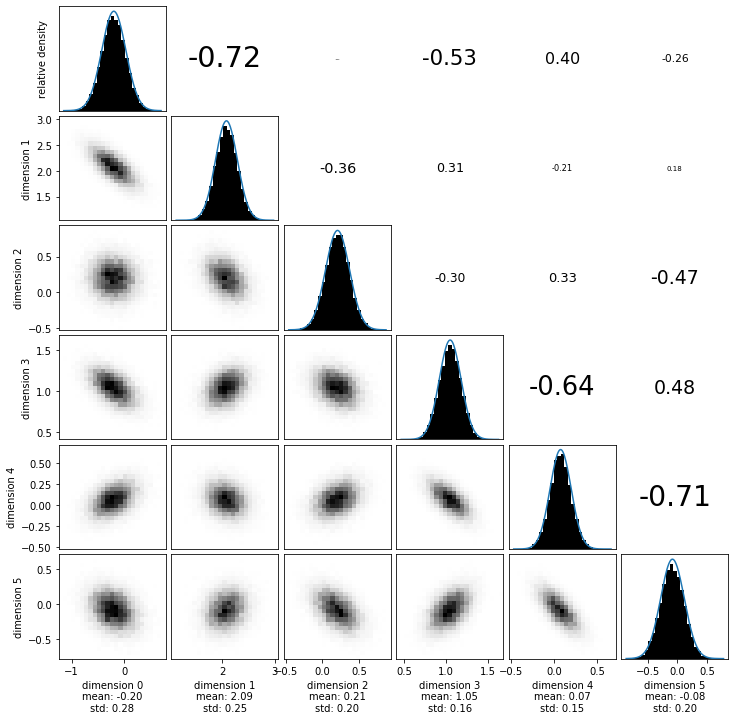 relative density
-0.72
-0.53
0.40
-0.26
dimension 1
3.0
2.5
2.0
1.5
-0.36
0.31
-0.21
0.18
dimension 2
0.5
0.0
−0.5
-0.30
0.33
-0.47
dimension 3
1.5
1.0
0.5
-0.64
0.48
dimension 4
0.50
0.25
0.00
−0.25
−0.50
-0.71
dimension 5
0.5
0.0
−0.5
−1 0
2 3
−0.5 0.0 0.5
0.5 1.0 1.5
−0.5 0.0 0.5
−0.5 0.0 0.5
dimension 0
mean: -0.20
std: 0.28
dimension 1
mean: 2.09
std: 0.25
dimension 2
mean: 0.21
std: 0.20
dimension 3
mean: 1.05
std: 0.16
dimension 4
mean: 0.07
std: 0.15
dimension 5
mean: -0.08
std: 0.20